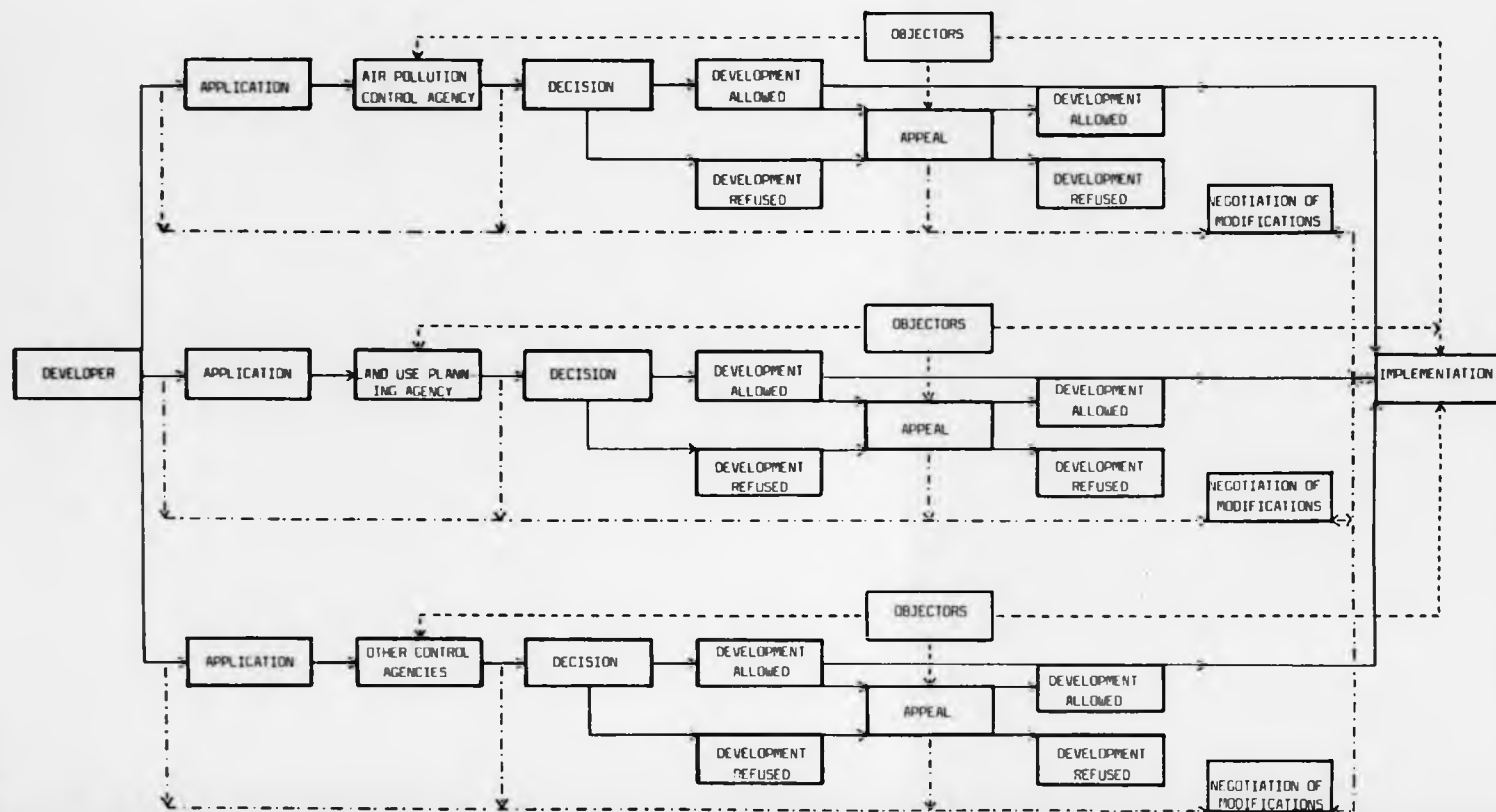 OBJECTORS
APPLICATION
AIR POLLUTION
CONTROL AGENCY
DECISION
DEVELOPMENT
ALLOWED
DEVELOPMENT
ALLOWED
APPEAL
DEVELOPMENT
REFUSED
DEVELOPMENT
REFUSED
NEGOTIATION OF
MODIFICATIONS
OBJECTORS
DEVELOPER
APPLICATION
AND USE PLANN
ING AGENCY
DECISION
DEVELOPMENT
ALLOWED
DEVELOPMENT
ALLOWED
IMPLEMENTATION
APPEAL
DEVELOPMENT
REFUSED
DEVELOPMENT
REFUSED
NEGOTIATION OF
MODIFICATIONS
OBJECTORS
APPLICATION
OTHER CONTROL
AGENCIES
DECISION
DEVELOPMENT
ALLOWED
DEVELOPMENT
ALLOWED
APPEAL
DEVELOPMENT
REFUSED
DEVELOPMENT
REFUSED
NEGOTIATION OF
MODIFICATIONS